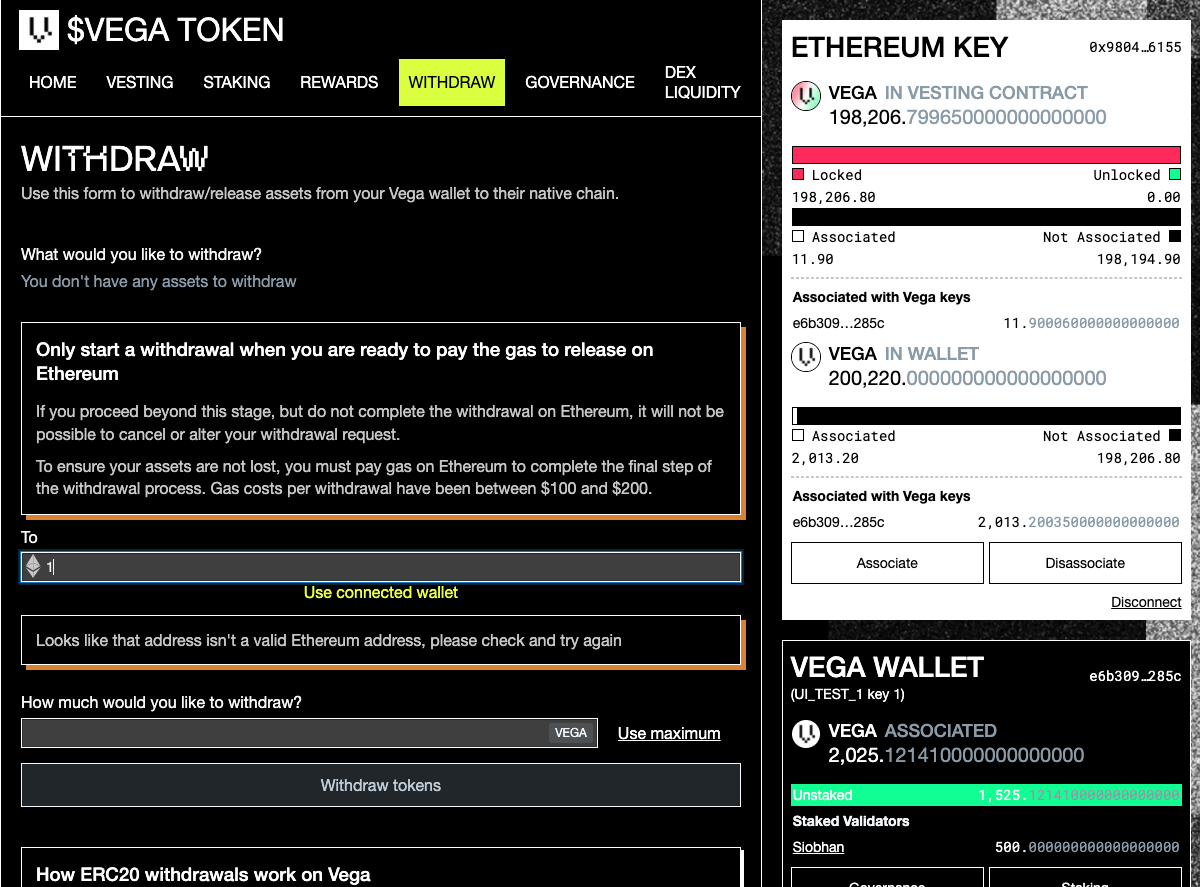 $VEGA TOKEN
HOME VESTING STAKING REWARDS WITHDRAW GOVERNANCE DEX LIQUIDITY
WITHDRAW
Use this form to withdraw/release assets from your Vega wallet to their native chain.
What would you like to withdraw?
You don't have any assets to withdraw
Only start a withdrawal when you are ready to pay the gas to release on
Ethereum
If you proceed beyond this stage, but do not complete the withdrawal on Ethereum, it will not be
possible to cancel or alter your withdrawal request.
To ensure your assets are not lost, you must pay gas on Ethereum to complete the final step of
the withdrawal process. Gas costs per withdrawal have been between $100 and $200.
To
1
Use connected wallet
Looks like that address isn't a valid Ethereum address, please check and try again
How much would you like to withdraw?
VEGA Use maximum
Withdraw tokens
How ERC20 withdrawals work on Vega
ETHEREUM KEY 0x9804…6155
VEGA IN VESTING CONTRACT
198,206.799650000000000000
Locked Unlocked
198,206.80 0.00
Associated Not Associated
11.90 198,194.90
Associated with Vega keys
e6b309…285c 11.900060000000000000
VEGA IN WALLET
200,220.000000000000000000
Associated Not Associated
2,013.20 198,206.80
Associated with Vega keys
e6b309…285c 2,013.200350000000000000
Associate Disassociate
Disconnect
VEGA WALLET e6b309…285c
(UI_TEST_1 key 1)
VEGA ASSOCIATED
2,025.121410000000000000
Unstaked 1,525.121410000000000000
Staked Validators
Siobhan 500.000000000000000000
Governance Staking